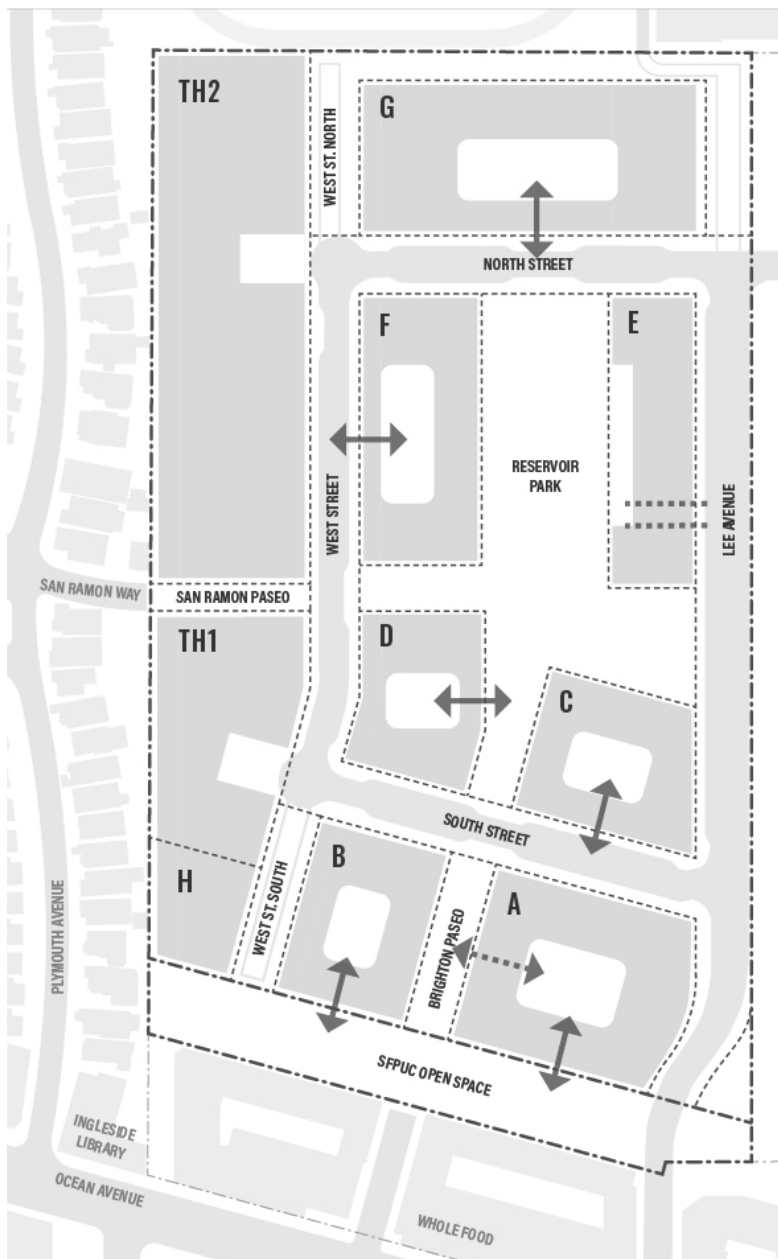 TH2
G
WEST ST. NORTH
NORTH STREET
F
E
RESERVOIR
PARK
WEST STREET
LEE AVENUE
SAN RAMON WAY
SAN RAMON PASEO
TH1
D
C
SOUTH STREET
B
A
H
WEST ST. SOUTH
BRIGHTON PASEO
PLYMOUTH AVENUE
SFPUC OPEN SPACE
INGLESIDE
LIBRARY
OCEAN AVENUE
WHOLE FOOD